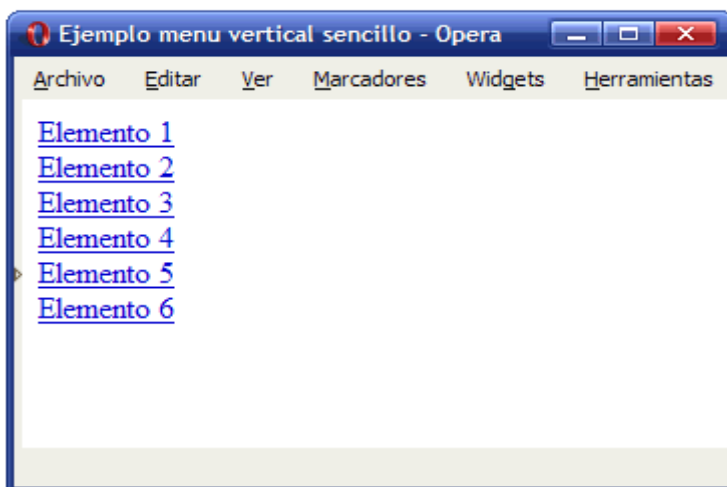 Ejemplo menu vertical sencillo - Opera
Archivo Editar Ver Marcadores Widgets Herramientas
Elemento 1
Elemento 2
Elemento 3
Elemento 4
Elemento 5
Elemento 6